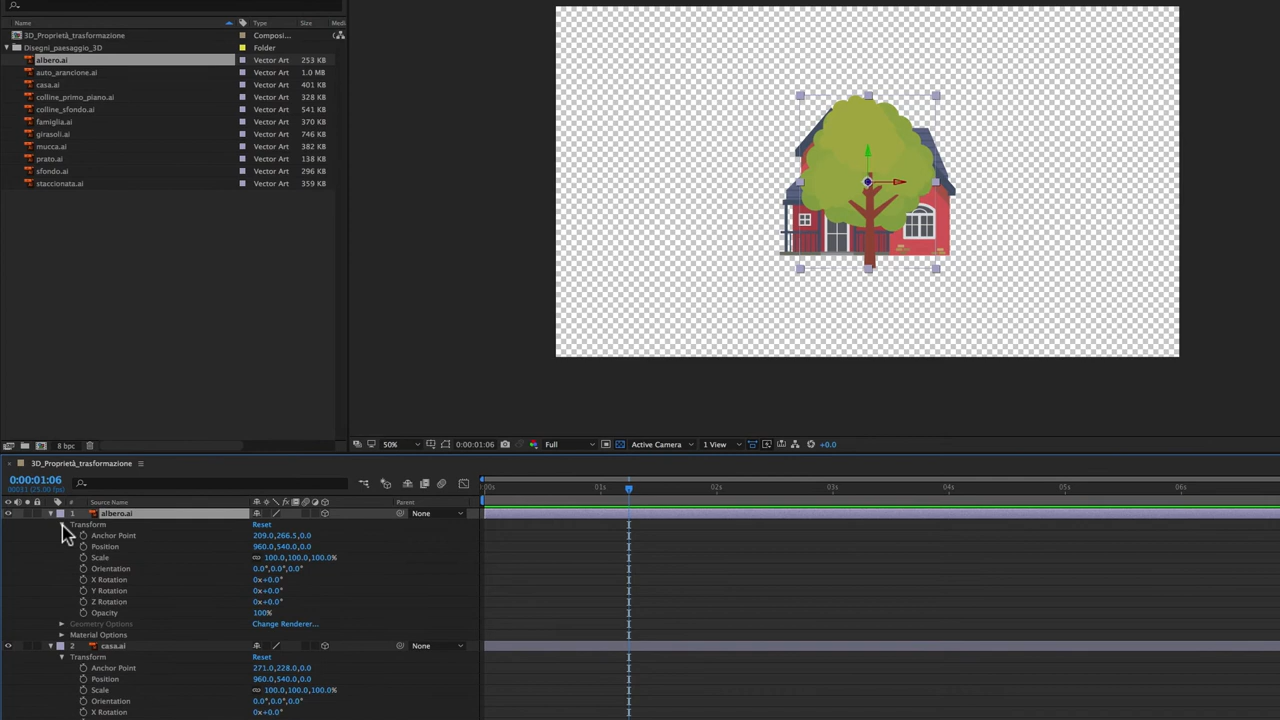 Name Type Size Medi
3D_Proprietà_trasformazione Composi...
Disegni_paesaggio_3D Folder
albero.ai Vector Art 253 KB
auto_arancione.ai Vector Art 1.0 MB
casa.ai Vector Art 401 KB
colline_primo_piano.ai Vector Art 328 KB
colline_sfondo.ai Vector Art 541 KB
famiglia.ai Vector Art 370 KB
girasoli.ai Vector Art 746 KB
mucca.ai Vector Art 382 KB
prato.ai Vector Art 138 KB
sfondo.ai Vector Art 296 KB
staccionata.ai Vector Art 359 KB
8 bpc
50% 0:00:01:06 Full Active Camera 1 View +0.0
3D_Proprietà_trasformazione
0:00:01:06
00031 (25.00 fps)
# Source Name Parent
:00s 01s 02s 03s 04s 05s 06s
1 albero.ai None
Transform Reset
Anchor Point 209.0,266.5,0.0
Position 960.0,540.0,0.0
Scale 100.0,100.0,100.0%
Orientation 0.0°,0.0°,0.0°
X Rotation 0x+0.0°
Y Rotation 0x+0.0°
Z Rotation 0x+0.0°
Opacity 100%
Geometry Options Change Renderer...
Material Options
2 casa.ai None
Transform Reset
Anchor Point 271.0,228.0,0.0
Position 960.0,540.0,0.0
Scale 100.0,100.0,100.0%
Orientation 0.0°,0.0°,0.0°
X Rotation 0x+0.0°